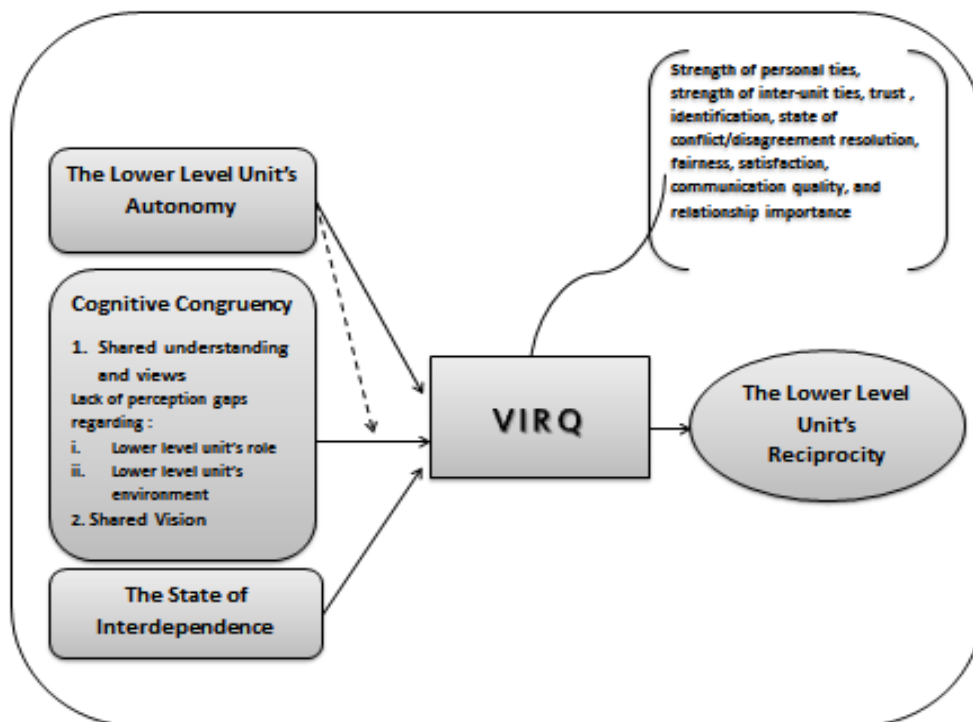 Strength of personal ties,
strength of inter-unit ties, trust ,
identification, state of
conflict/disagreement resolution,
fairness, satisfaction,
communication quality, and
relationship importance
The Lower Level Unit's
Autonomy
Cognitive Congruency
1. Shared understanding
and views
Lack of perception gaps
regarding :
i. Lower level unit's role
ii. Lower level unit's
environment
2. Shared Vision
The State of
Interdependence
VIRQ
The Lower Level
Unit's
Reciprocity